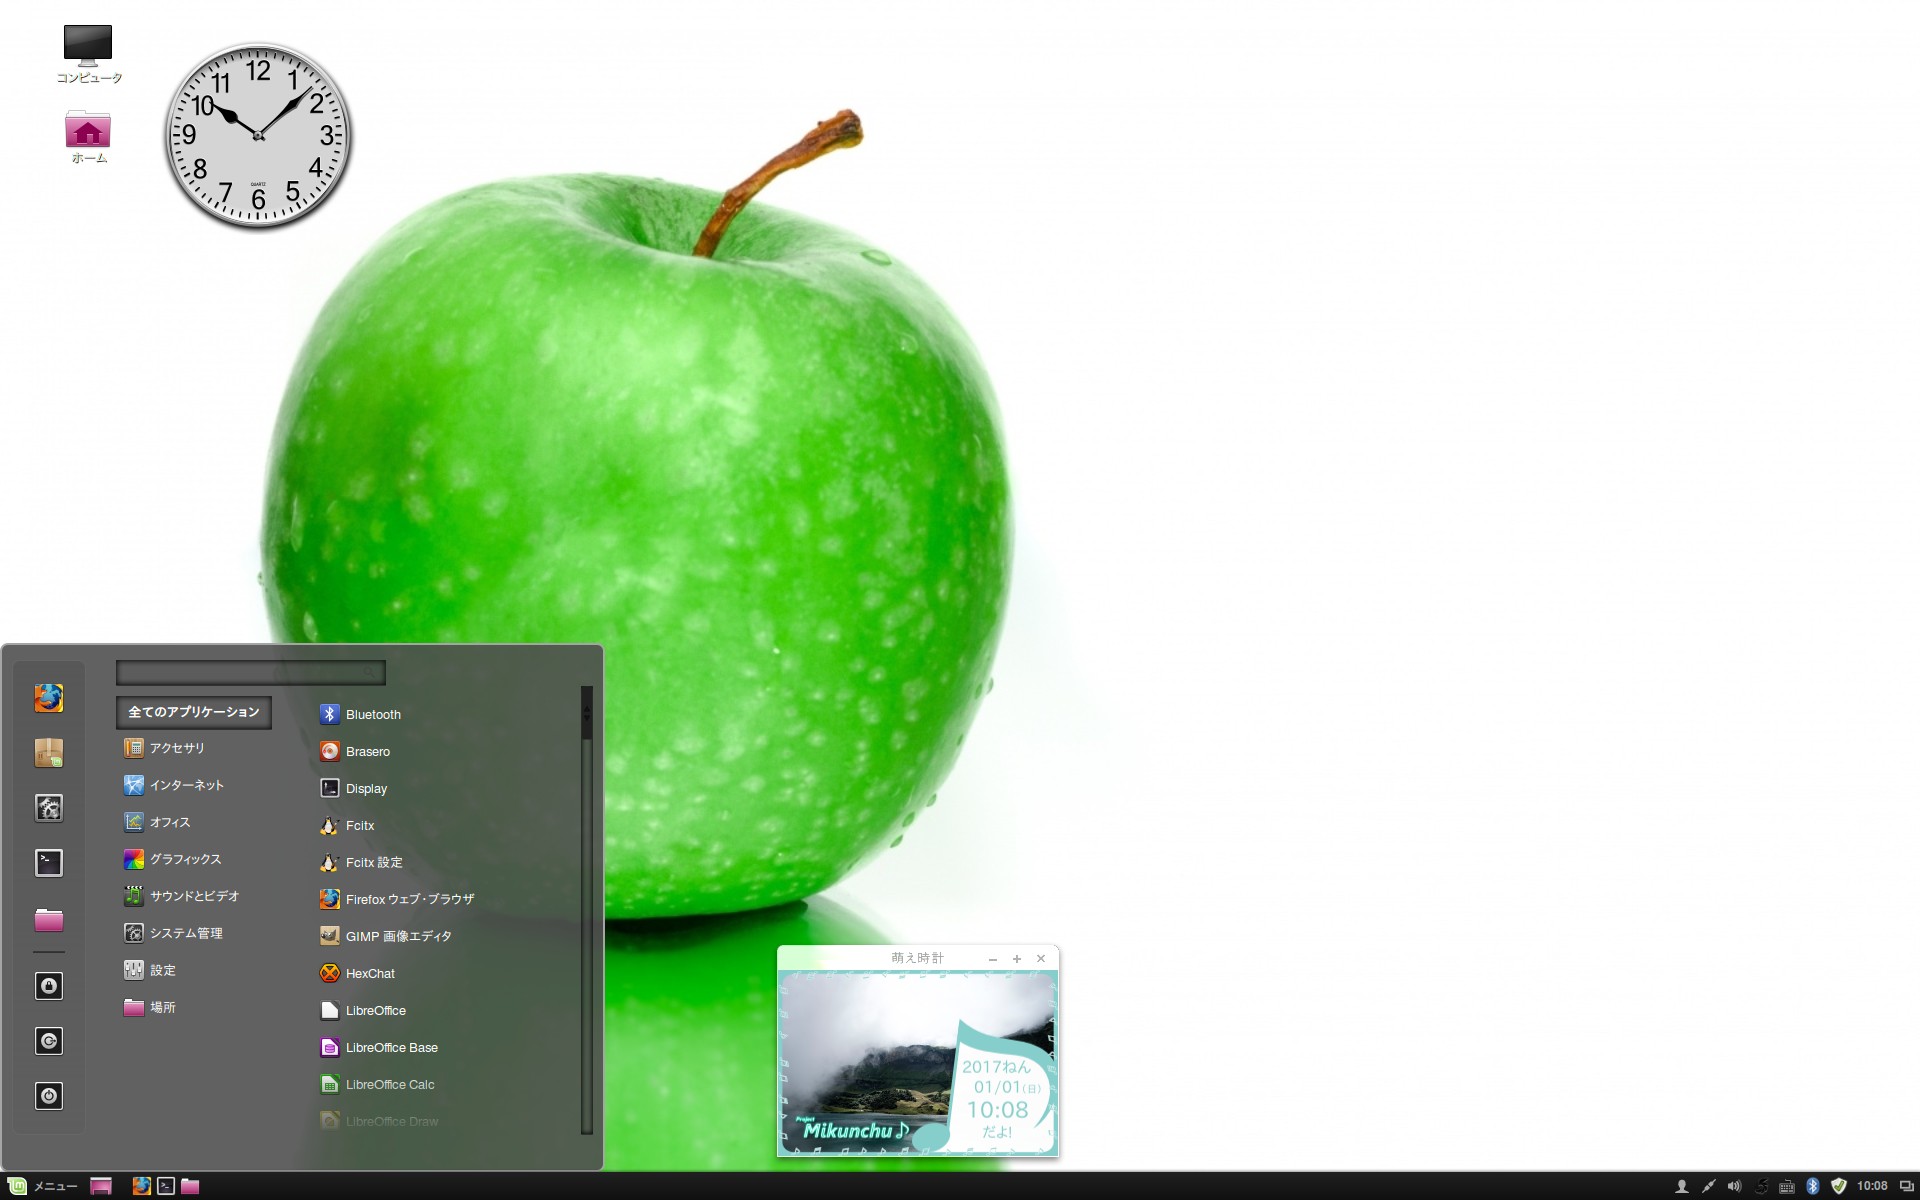 コンピュータ
ホーム
12
1
2
3
4
5
6
7
8
9
10
11
QUARTZ
全てのアプリケーション
アクセサリ
インターネット
オフィス
グラフィックス
サウンドとビデオ
システム管理
設定
場所
Bluetooth
Brasero
Display
Fcitx
Fcitx 設定
Firefox ウェブ・ブラウザ
GIMP 画像エディタ
HexChat
LibreOffice
LibreOffice Base
LibreOffice Calc
LibreOffice Draw
萌え時計
2017ねん
01/01(日)
10:08
だよ!
Project
Mikunchu♪
メニュー
10:08